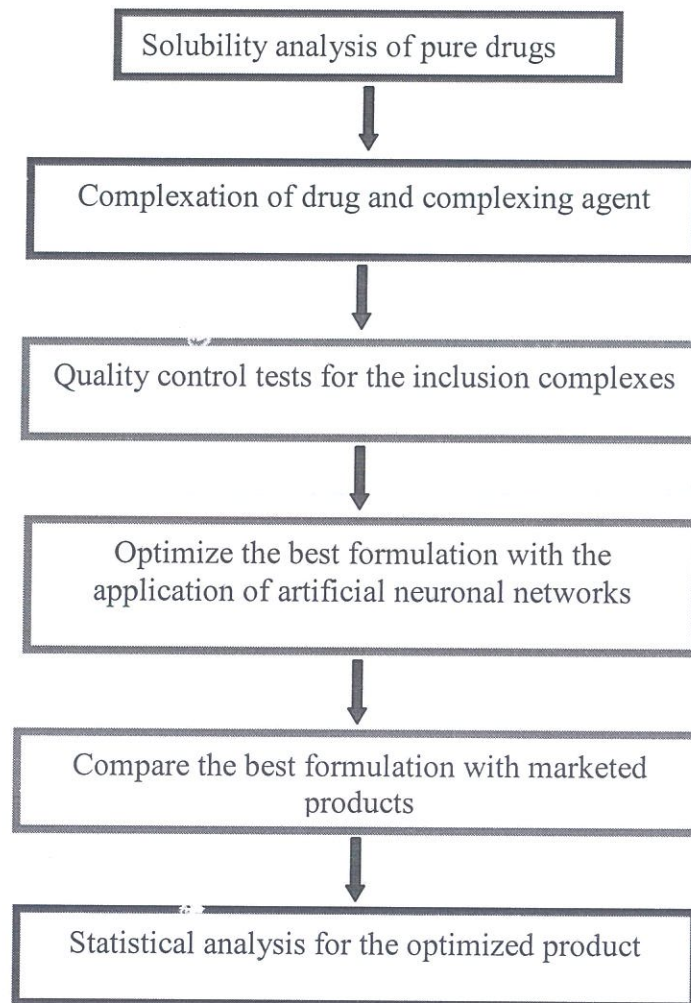 Solubility analysis of pure drugs
Complexation of drug and complexing agent
Quality control tests for the inclusion complexes
Optimize the best formulation with the
application of artificial neuronal networks
Compare the best formulation with marketed
products
Statistical analysis for the optimized product